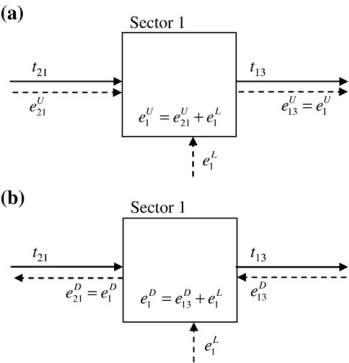 (a)
Sector 1
t₂₁ t₁₃
e₂₁ᵁ e₁ᵁ = e₂₁ᵁ + e₁ᴸ e₁₃ᵁ = e₁ᵁ
e₁ᴸ
(b)
Sector 1
t₂₁ t₁₃
e₂₁ᴰ = e₁ᴰ e₁ᴰ = e₁₃ᴰ + e₁ᴸ e₁₃ᴰ
e₁ᴸ